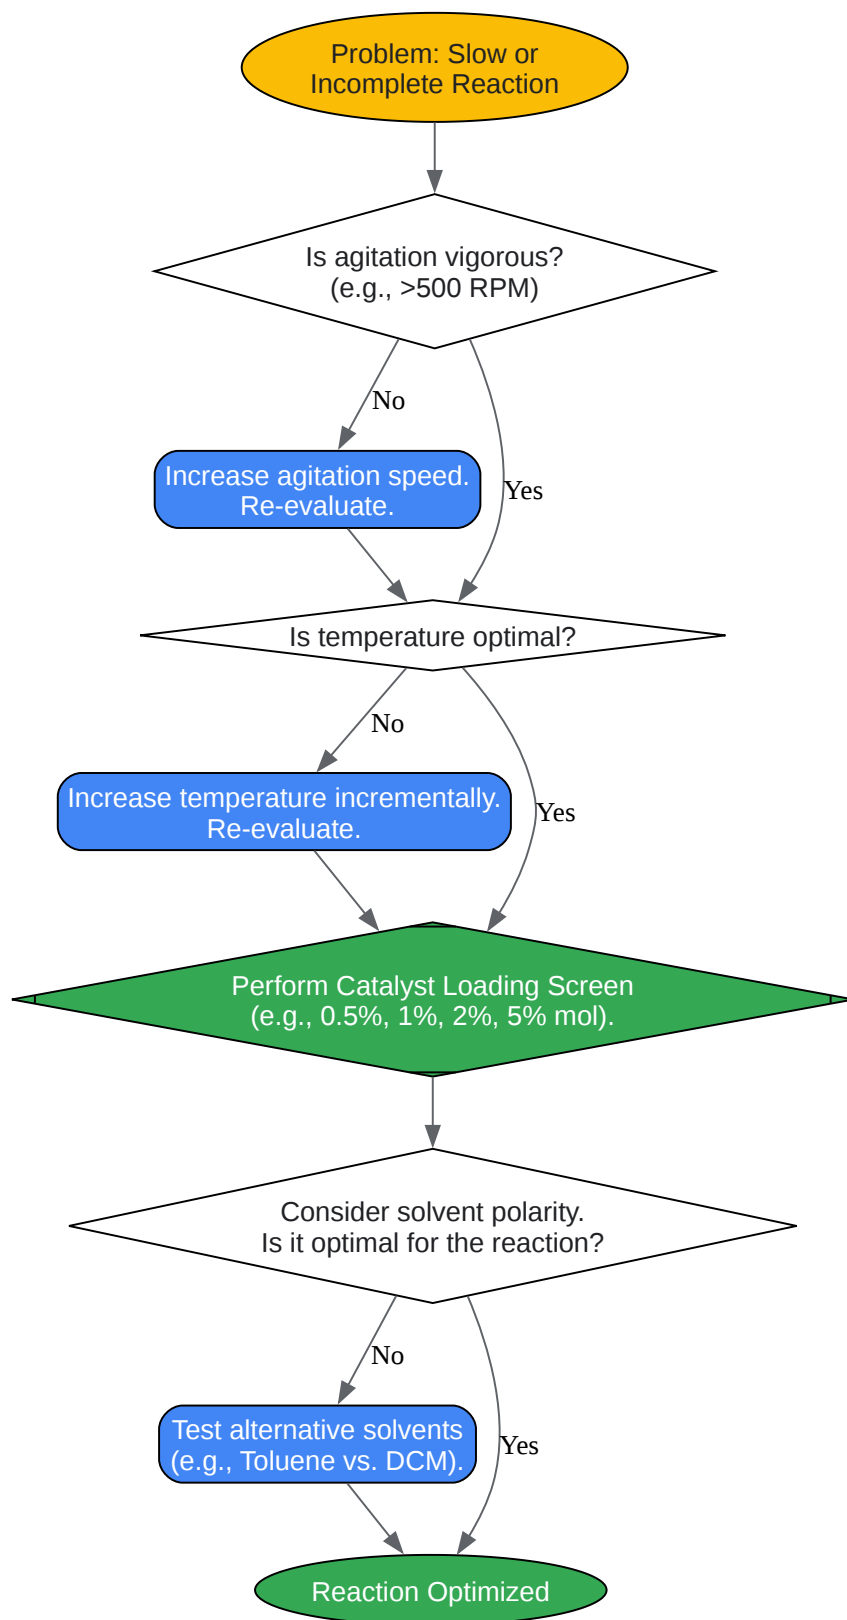 Problem: Slow or
Incomplete Reaction
Is agitation vigorous?
(e.g., >500 RPM)
No
Increase agitation speed.
Re-evaluate.
Yes
Is temperature optimal?
No
Increase temperature incrementally.
Re-evaluate.
Yes
Perform Catalyst Loading Screen
(e.g., 0.5%, 1%, 2%, 5% mol).
Consider solvent polarity.
Is it optimal for the reaction?
No
Test alternative solvents
(e.g., Toluene vs. DCM).
Yes
Reaction Optimized